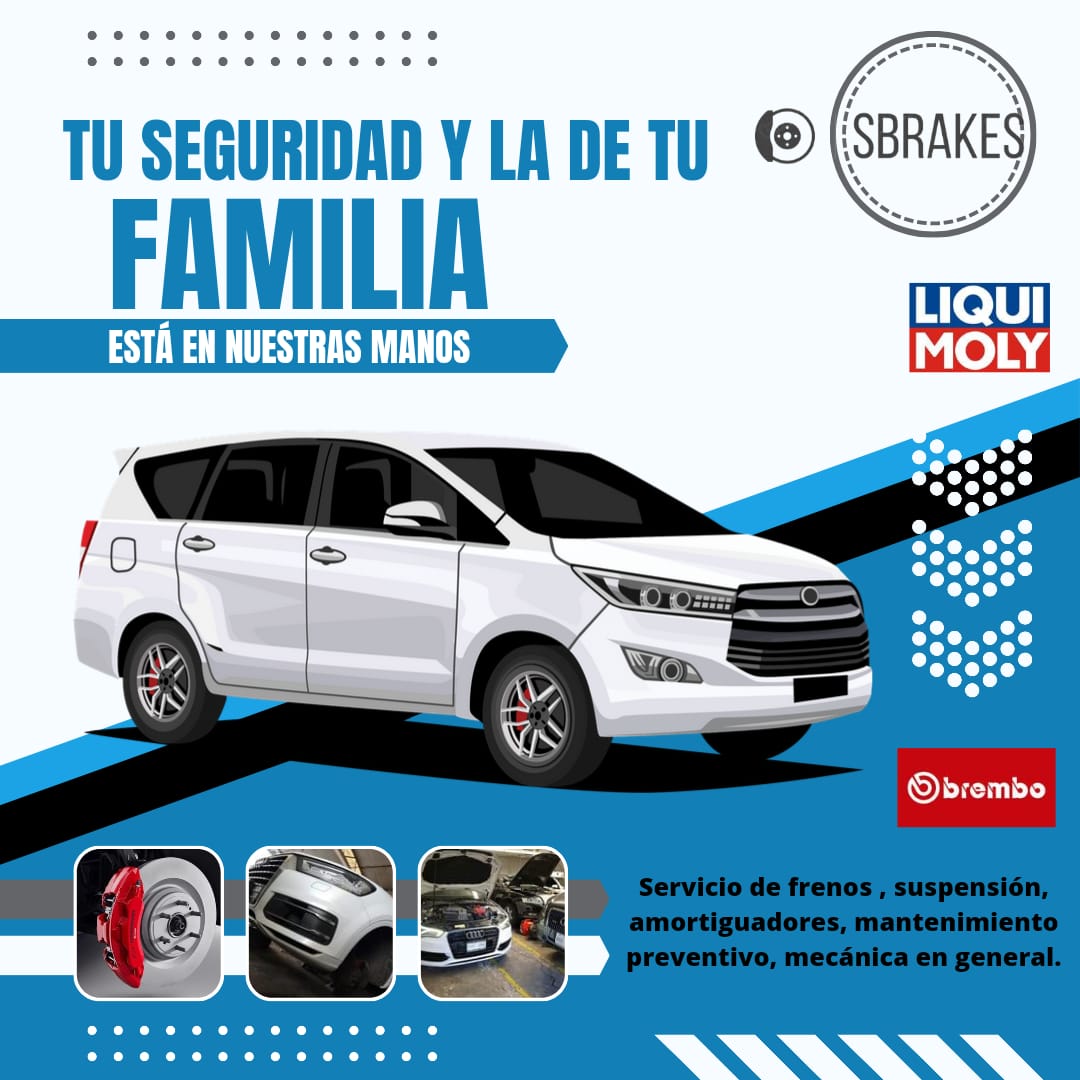 TU SEGURIDAD Y LA DE TU
FAMILIA
ESTÁ EN NUESTRAS MANOS
SBRAKES
LIQUI
MOLY
brembo
Servicio de frenos , suspensión,
amortiguadores, mantenimiento
preventivo, mecánica en general.